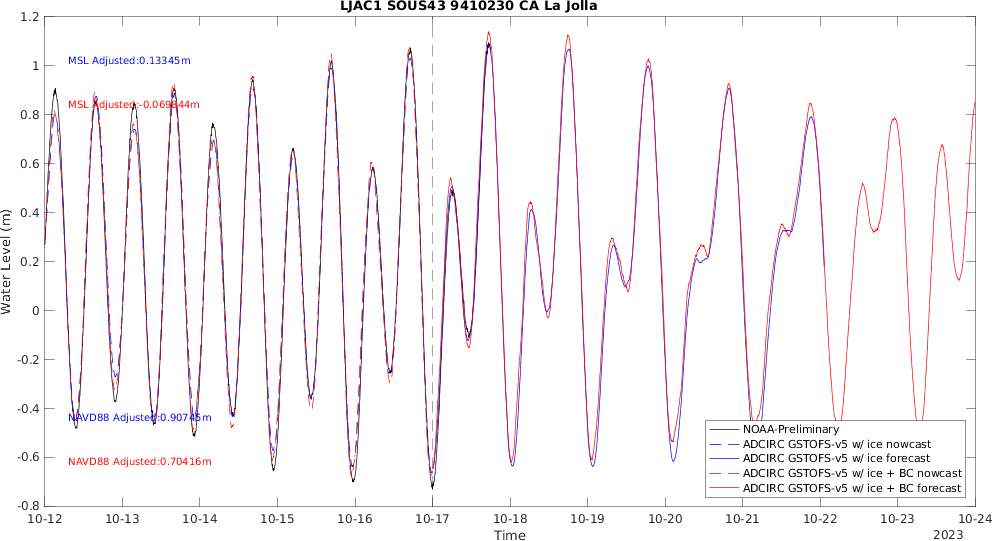 LJAC1 SOUS43 9410230 CA La Jolla
1.2
1
0.8
0.6
0.4
0.2
0
-0.2
-0.4
-0.6
-0.8
Water Level (m)
MSL Adjusted:0.13345m
MSL Adjusted:-0.069844m
NAVD88 Adjusted:0.90745m
NAVD88 Adjusted:0.70416m
NOAA-Preliminary
ADCIRC GSTOFS-v5 w/ ice nowcast
ADCIRC GSTOFS-v5 w/ ice forecast
ADCIRC GSTOFS-v5 w/ ice + BC nowcast
ADCIRC GSTOFS-v5 w/ ice + BC forecast
10-12 10-13 10-14 10-15 10-16 10-17 10-18 10-19 10-20 10-21 10-22 10-23 10-24
Time
2023